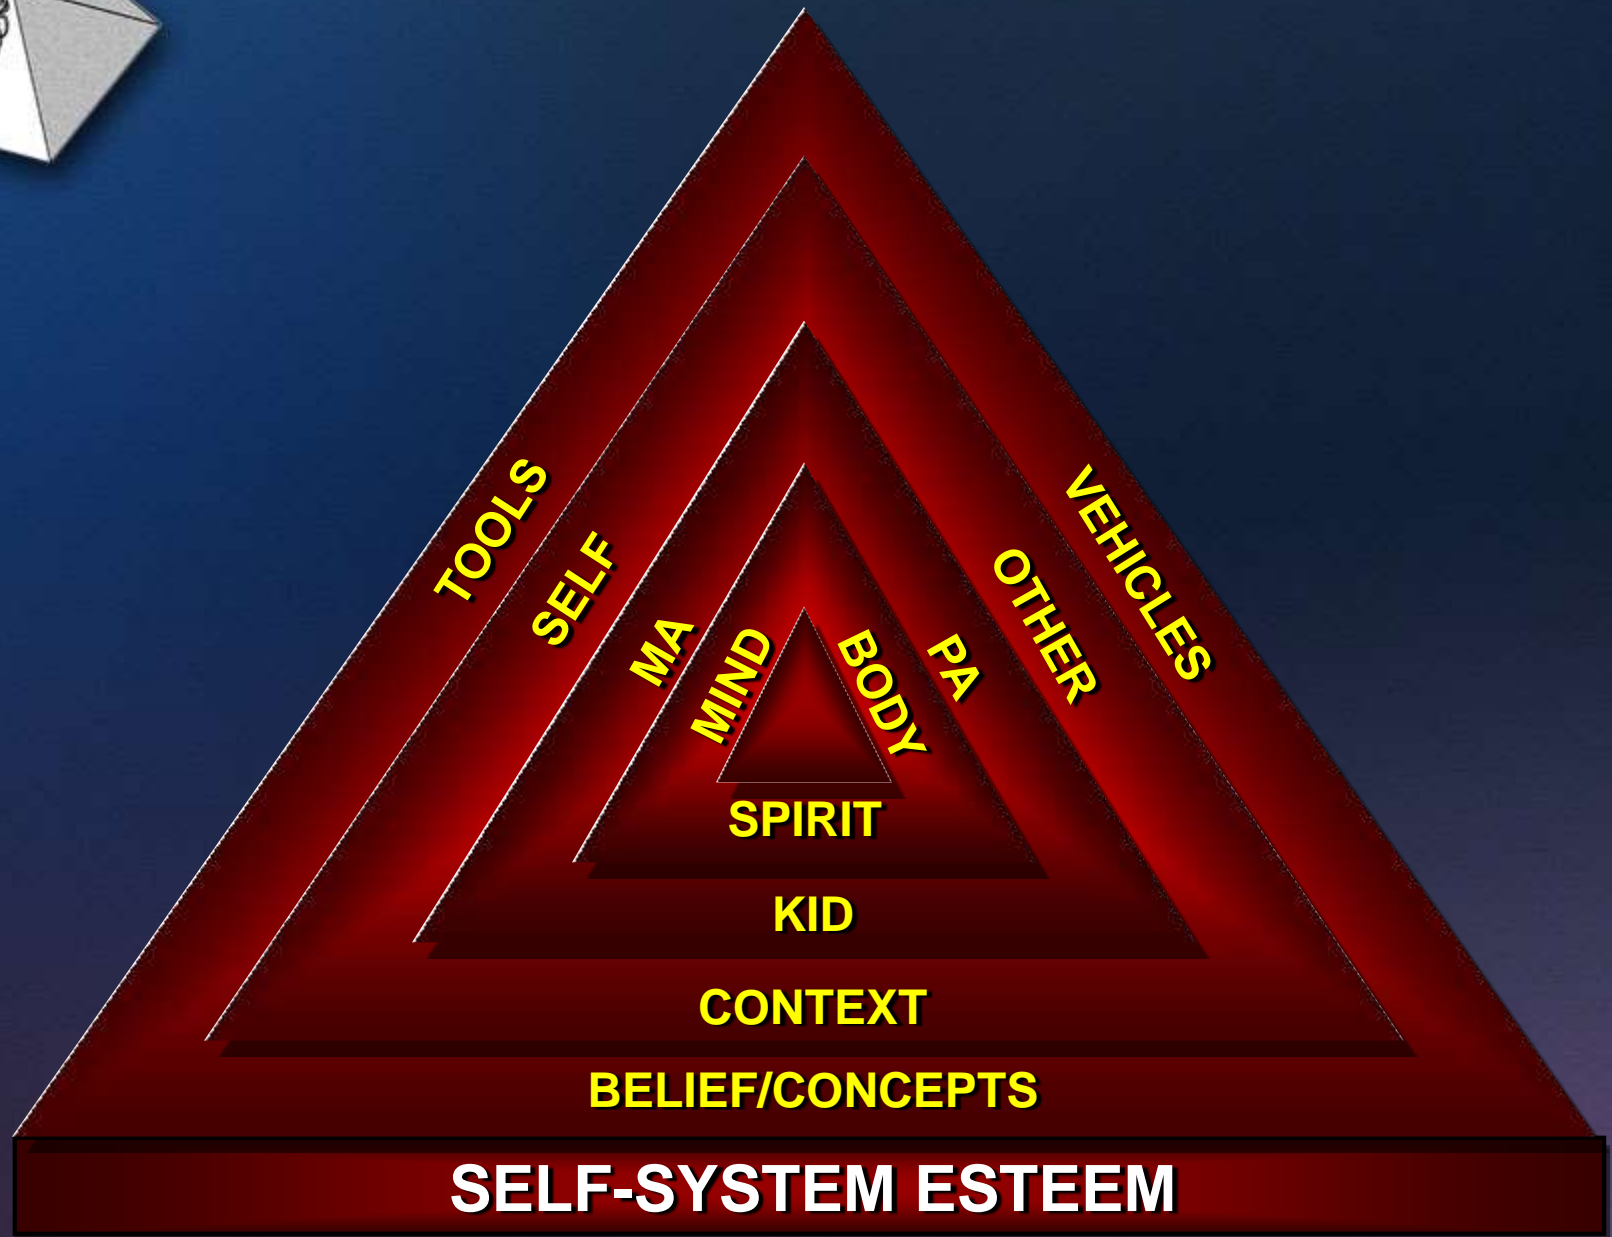 TOOLS
VEHICLES
SELF
OTHER
MA
PA
MIND
BODY
SPIRIT
KID
CONTEXT
BELIEF/CONCEPTS
SELF-SYSTEM ESTEEM